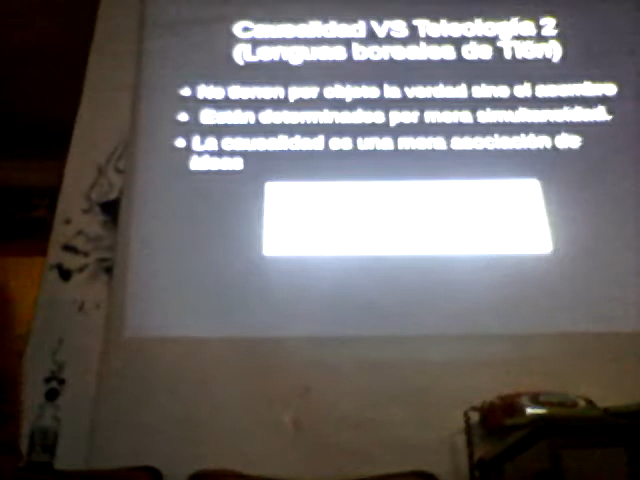 Causalidad VS Teleología 2
(Lenguas boreales de Tlön)
• No tienen por objeto la verdad sino el asombro
• Están determinadas por mera simultaneidad.
• La causalidad es una mera asociación de
ideas